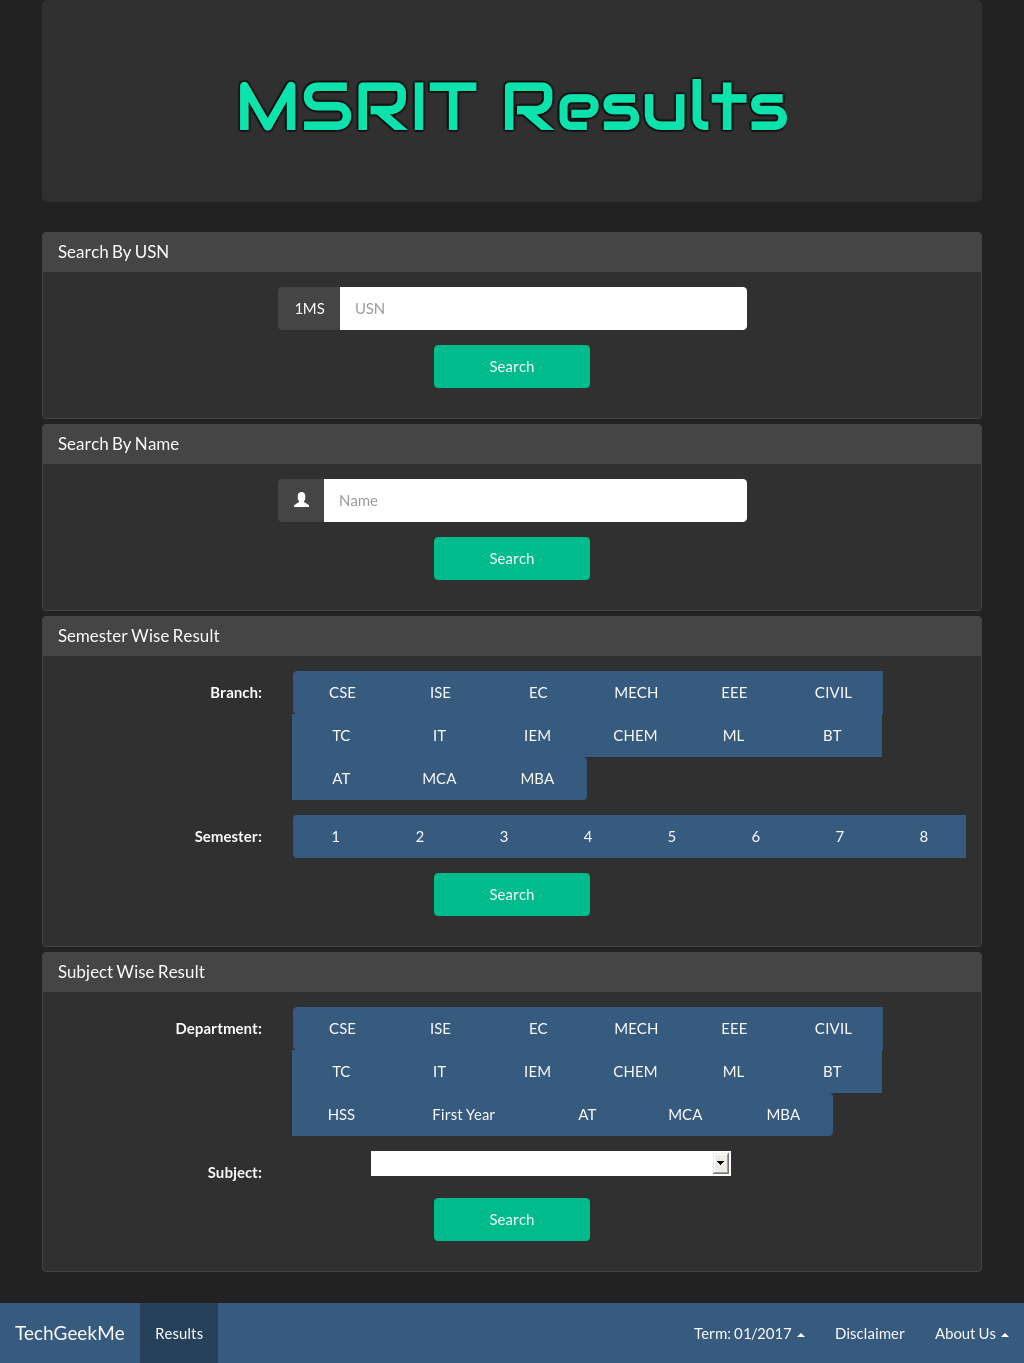 MSRIT Results
Search By USN
1MS USN
Search
Search By Name
Name
Search
Semester Wise Result
Branch: CSE ISE EC MECH EEE CIVIL
TC IT IEM CHEM ML BT
AT MCA MBA
Semester: 1 2 3 4 5 6 7 8
Search
Subject Wise Result
Department: CSE ISE EC MECH EEE CIVIL
TC IT IEM CHEM ML BT
HSS First Year AT MCA MBA
Subject:
Search
TechGeekMe Results Term: 01/2017 Disclaimer About Us